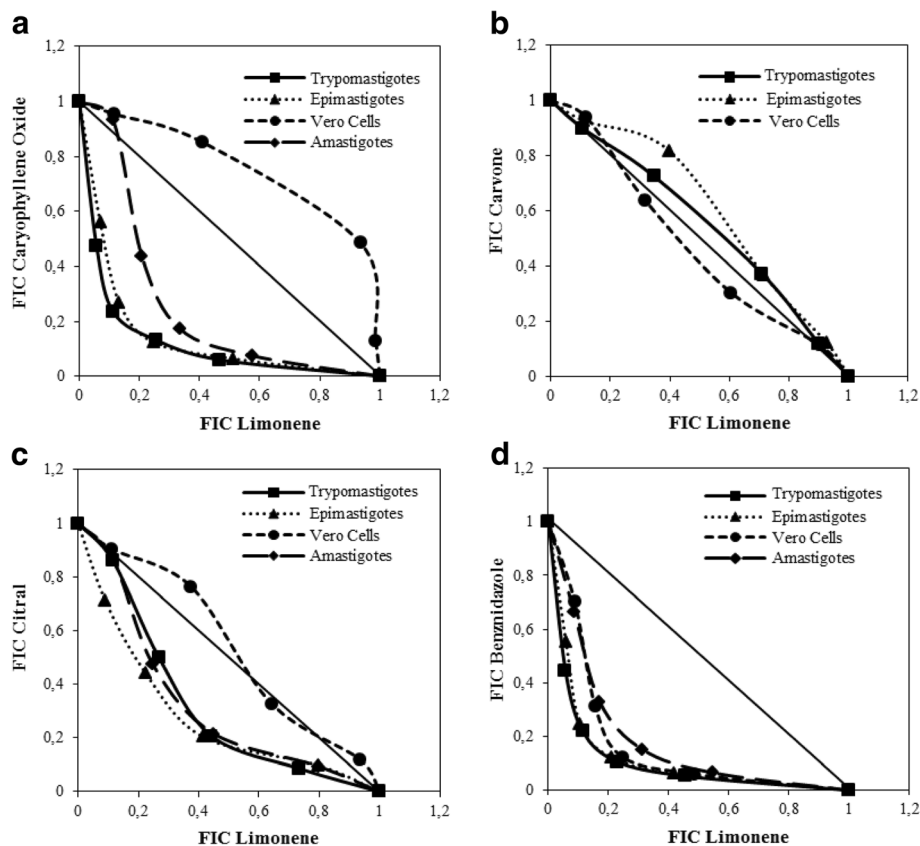 a
1,2
1
0,8
0,6
0,4
0,2
0
0
0,2
0,4
0,6
0,8
1
1,2
FIC Caryophyllene Oxide
FIC Limonene
Trypomastigotes
Epimastigotes
Vero Cells
Amastigotes
b
1,2
1
0,8
0,6
0,4
0,2
0
0
0,2
0,4
0,6
0,8
1
1,2
FIC Carvone
FIC Limonene
Trypomastigotes
Epimastigotes
Vero Cells
c
1,2
1
0,8
0,6
0,4
0,2
0
0
0,2
0,4
0,6
0,8
1
1,2
FIC Citral
FIC Limonene
Trypomastigotes
Epimastigotes
Vero Cells
Amastigotes
d
1,2
1
0,8
0,6
0,4
0,2
0
0
0,2
0,4
0,6
0,8
1
1,2
FIC Benznidazole
FIC Limonene
Trypomastigotes
Epimastigotes
Vero Cells
Amastigotes